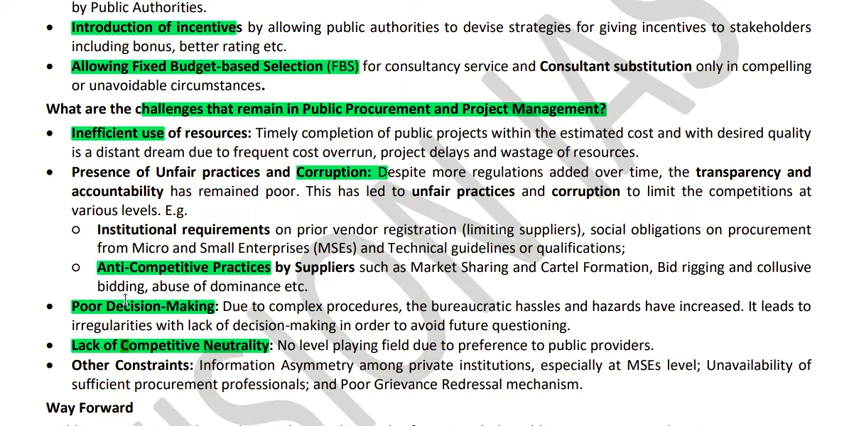 by Public Authorities.
• Introduction of incentives by allowing public authorities to devise strategies for giving incentives to stakeholders
including bonus, better rating etc.
• Allowing Fixed Budget-based Selection (FBS) for consultancy service and Consultant substitution only in compelling
or unavoidable circumstances.
What are the challenges that remain in Public Procurement and Project Management?
• Inefficient use of resources: Timely completion of public projects within the estimated cost and with desired quality
is a distant dream due to frequent cost overrun, project delays and wastage of resources.
• Presence of Unfair practices and Corruption: Despite more regulations added over time, the transparency and
accountability has remained poor. This has led to unfair practices and corruption to limit the competitions at
various levels. E.g.
o Institutional requirements on prior vendor registration (limiting suppliers), social obligations on procurement
from Micro and Small Enterprises (MSEs) and Technical guidelines or qualifications;
o Anti-Competitive Practices by Suppliers such as Market Sharing and Cartel Formation, Bid rigging and collusive
bidding, abuse of dominance etc.
• Poor Decision-Making: Due to complex procedures, the bureaucratic hassles and hazards have increased. It leads to
irregularities with lack of decision-making in order to avoid future questioning.
• Lack of Competitive Neutrality: No level playing field due to preference to public providers.
• Other Constraints: Information Asymmetry among private institutions, especially at MSEs level; Unavailability of
sufficient procurement professionals; and Poor Grievance Redressal mechanism.
Way Forward